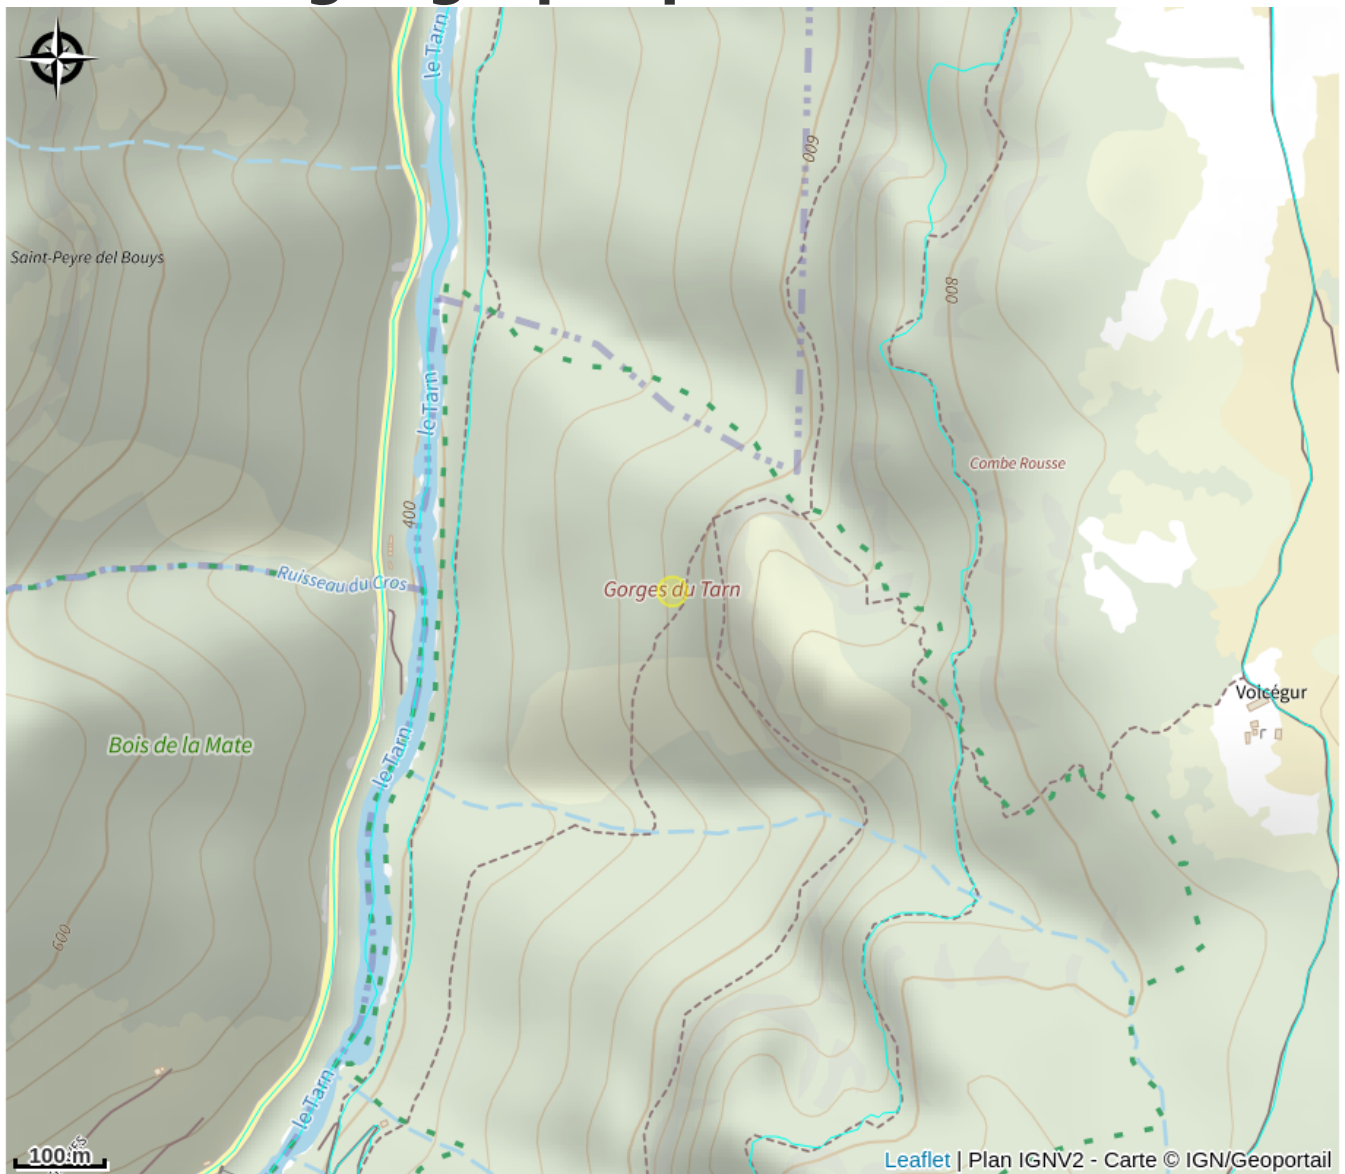 le Tarn
600
Saint-Peyre del Bouys
800
le Tarn
Combe Rousse
400
Ruisseau du Cros
Gorges du Tarn
Volcégur
r
Bois de la Mate
le Tarn
600
le Tarn
100 m
Leaflet | Plan IGNV2 - Carte © IGN/Geoportail